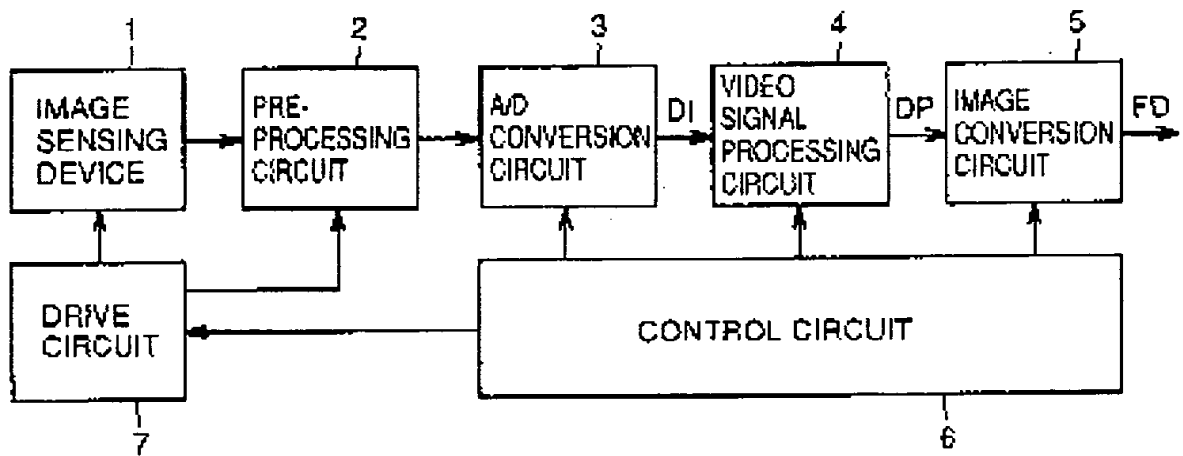 1
2
3
4
5
IMAGE
SENSING
DEVICE
PRE-
PROCESSING
CIRCUIT
A/D
CONVERSION
CIRCUIT
DI
VIDEO
SIGNAL
PROCESSING
CIRCUIT
DP
IMAGE
CONVERSION
CIRCUIT
FD
DRIVE
CIRCUIT
CONTROL CIRCUIT
7
6